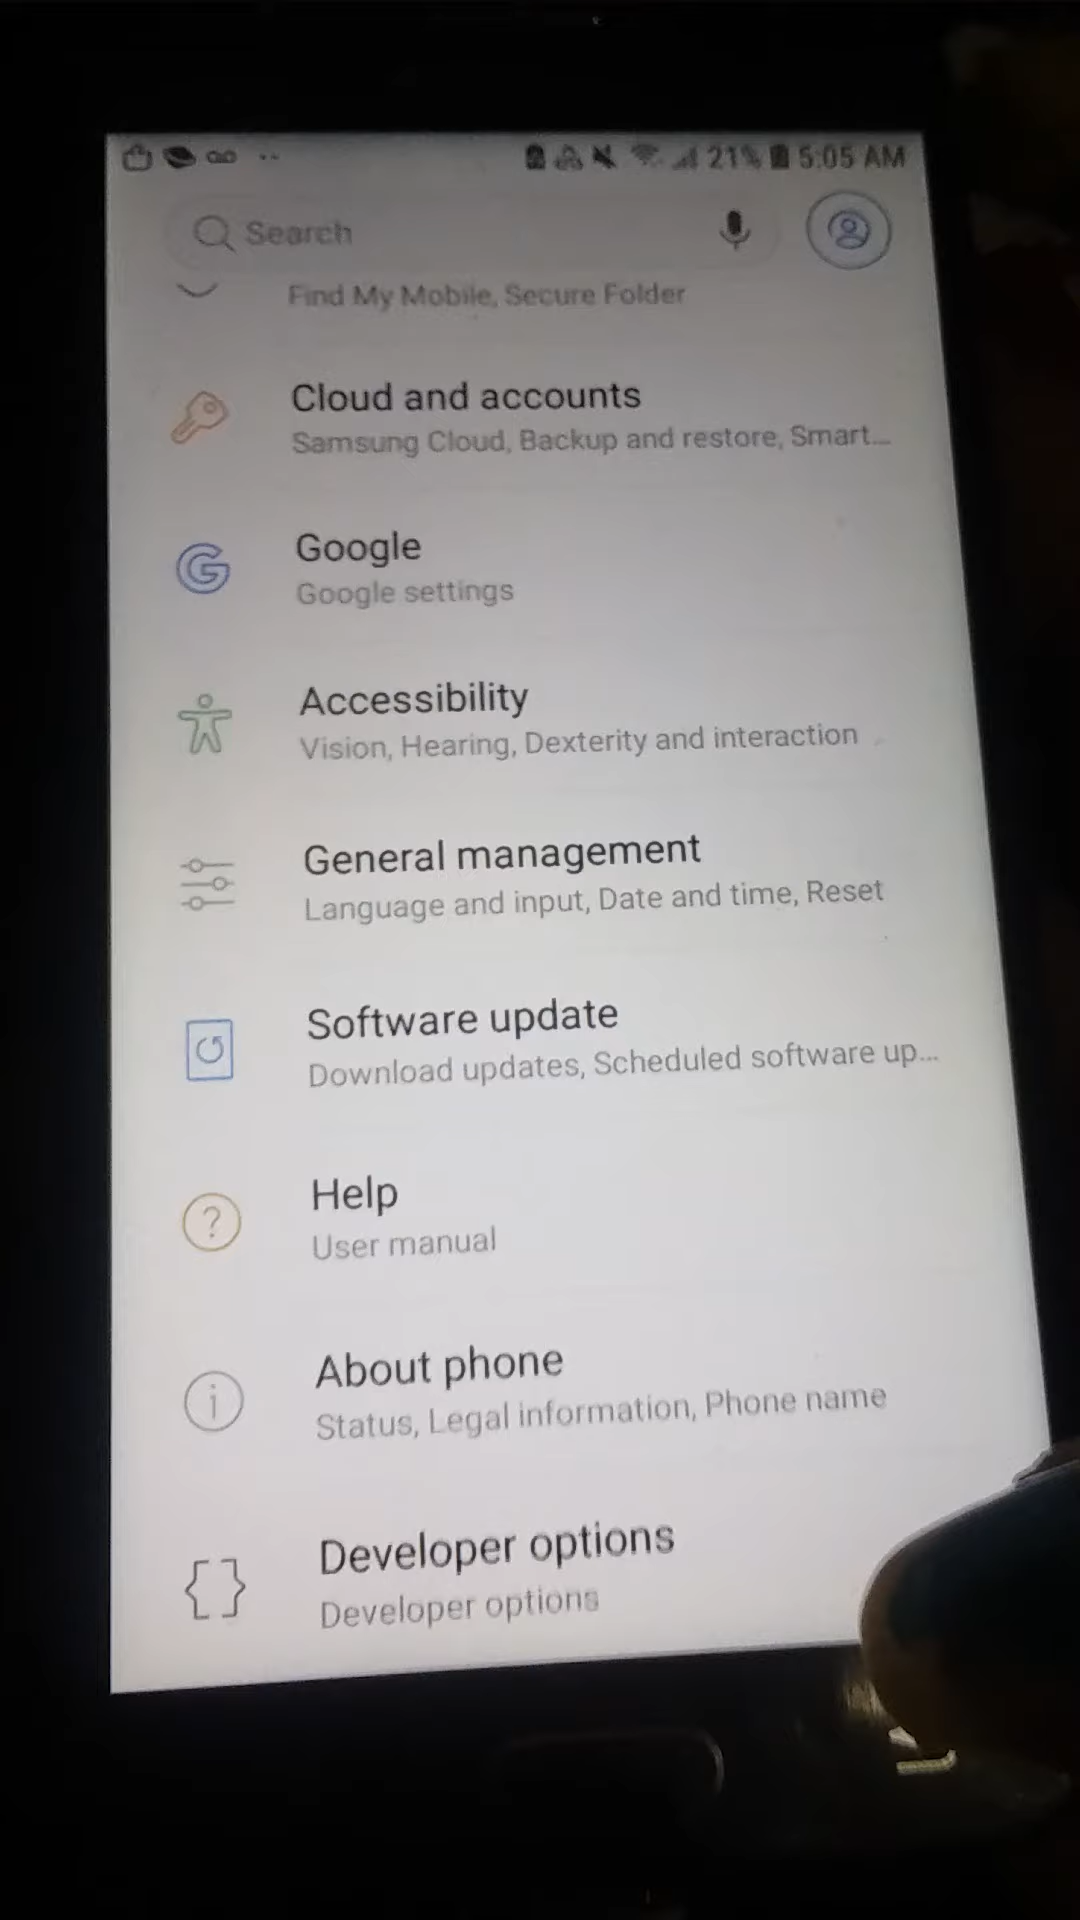 21% 5:05 AM
Search
Find My Mobile, Secure Folder
Cloud and accounts
Samsung Cloud, Backup and restore, Smart...
Google
Google settings
Accessibility
Vision, Hearing, Dexterity and interaction
General management
Language and input, Date and time, Reset
Software update
Download updates, Scheduled software up...
Help
User manual
About phone
Status, Legal information, Phone name
Developer options
Developer options